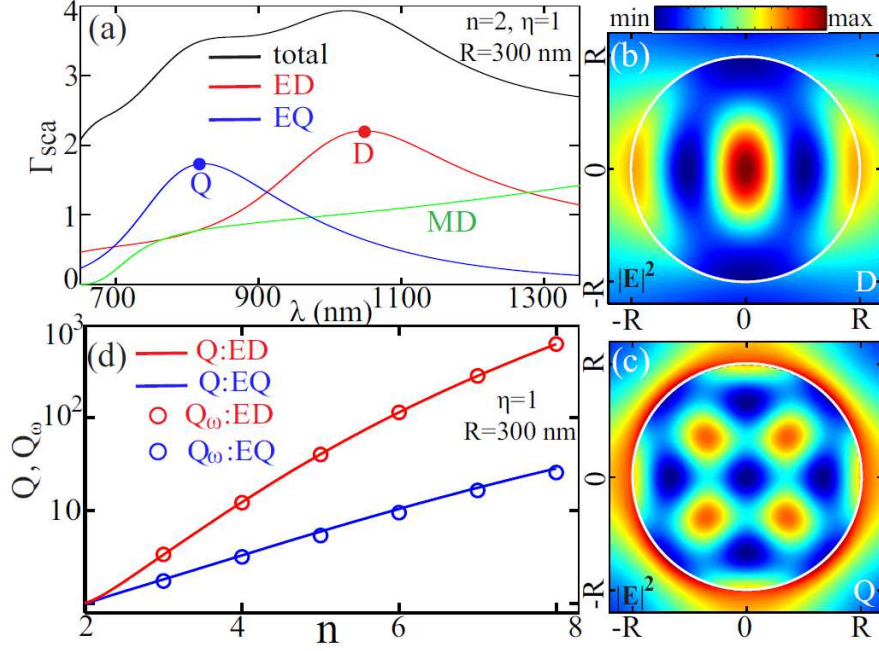 (a)
n=2, η=1
R=300 nm
total
ED
EQ
Q
D
MD
Γsca
4
3
2
1
0
700
900
1100
1300
λ (nm)
min
max
(b)
R
0
-R
|E|²
D
-R
0
R
(d)
Q:ED
Q:EQ
Qω:ED
Qω:EQ
η=1
R=300 nm
Q, Qω
10³
10²
10
2
4
6
8
n
(c)
R
0
-R
|E|²
Q
-R
0
R